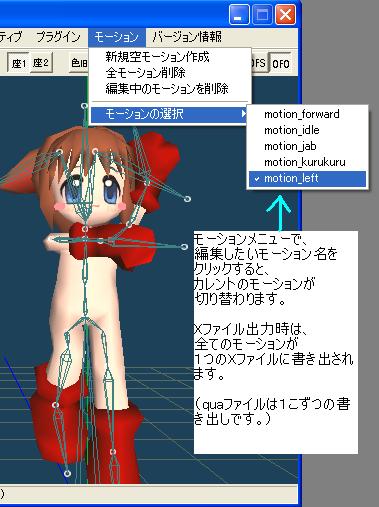 ティブ プラグイン モーション バージョン情報
座1 座2 色 OFS OFO
新規空モーション作成
全モーション削除
編集中のモーションを削除
モーションの選択
motion_forward
motion_idle
motion_jab
motion_kurukuru
motion_left
モーションメニューで、
編集したいモーション名を
クリックすると、
カレントのモーションが
切り替わります。
Xファイル出力時は、
全てのモーションが
1つのXファイルに書き出され
ます。
（quaファイルは1こずつの書
き出しです。）
)